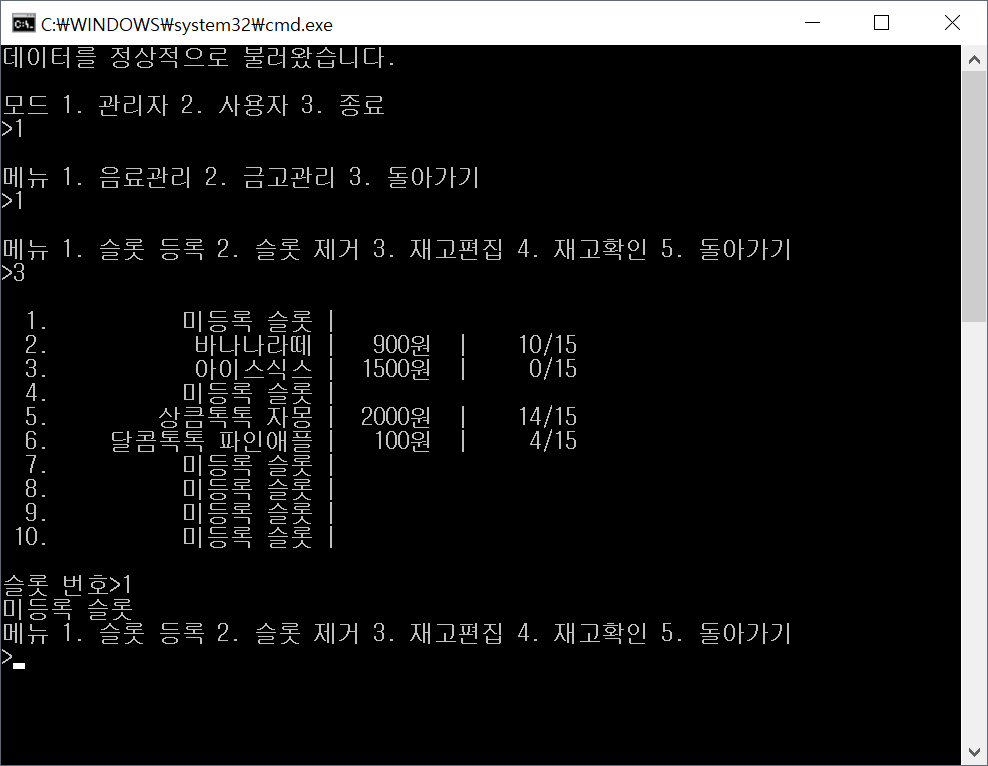 C:₩WINDOWS₩system32₩cmd.exe
데이터를 정상적으로 불러왔습니다.
모드 1. 관리자 2. 사용자 3. 종료
>1
메뉴 1. 음료관리 2. 금고관리 3. 돌아가기
>1
메뉴 1. 슬롯 등록 2. 슬롯 제거 3. 재고편집 4. 재고확인 5. 돌아가기
>3
1. 미등록 슬롯 |
2. 바나나라떼 | 900원 | 10/15
3. 아이스식스 | 1500원 | 0/15
4. 미등록 슬롯 |
5. 상큼톡톡 자몽 | 2000원 | 14/15
6. 달콤톡톡 파인애플 | 100원 | 4/15
7. 미등록 슬롯 |
8. 미등록 슬롯 |
9. 미등록 슬롯 |
10. 미등록 슬롯 |
슬롯 번호>1
미등록 슬롯
메뉴 1. 슬롯 등록 2. 슬롯 제거 3. 재고편집 4. 재고확인 5. 돌아가기
>